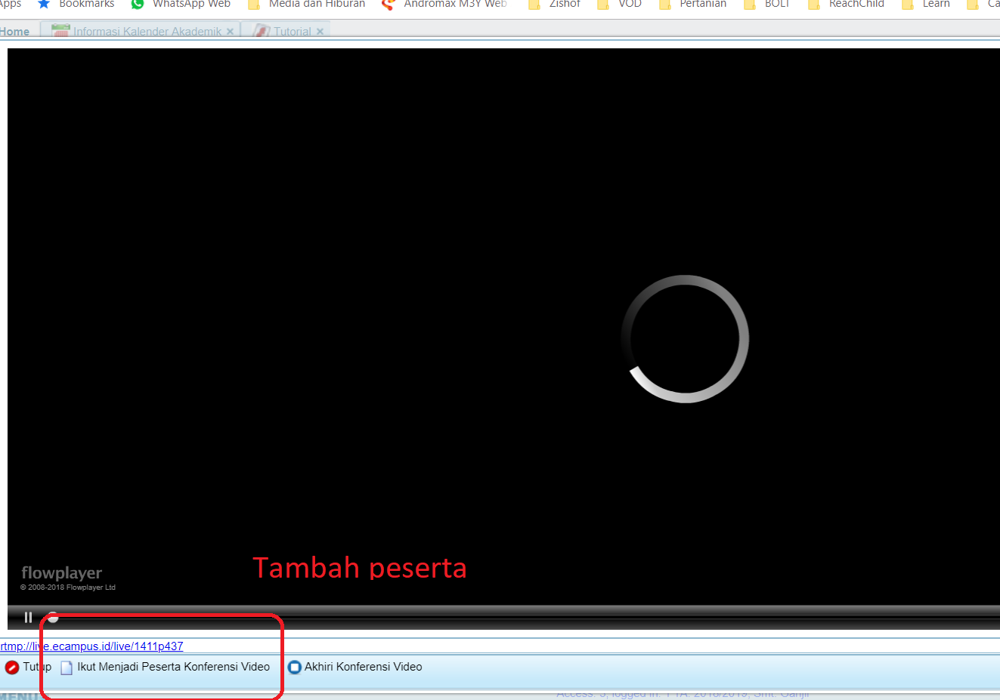 Apps Bookmarks WhatsApp Web Media dan Hiburan Andromax M3Y Web Zishof VOD Pertanian BOLT ReachChild Learn Ca
Home Informasi Kalender Akademik × Tutorial ×
Tambah peserta
flowplayer
© 2008-2018 Flowplayer Ltd
rtmp://live.ecampus.id/live/1411p437
Tutup Ikut Menjadi Peserta Konferensi Video Akhiri Konferensi Video
MENU Access: 5, logged in: 1 TA: 2018/2019, Smt: Ganjil